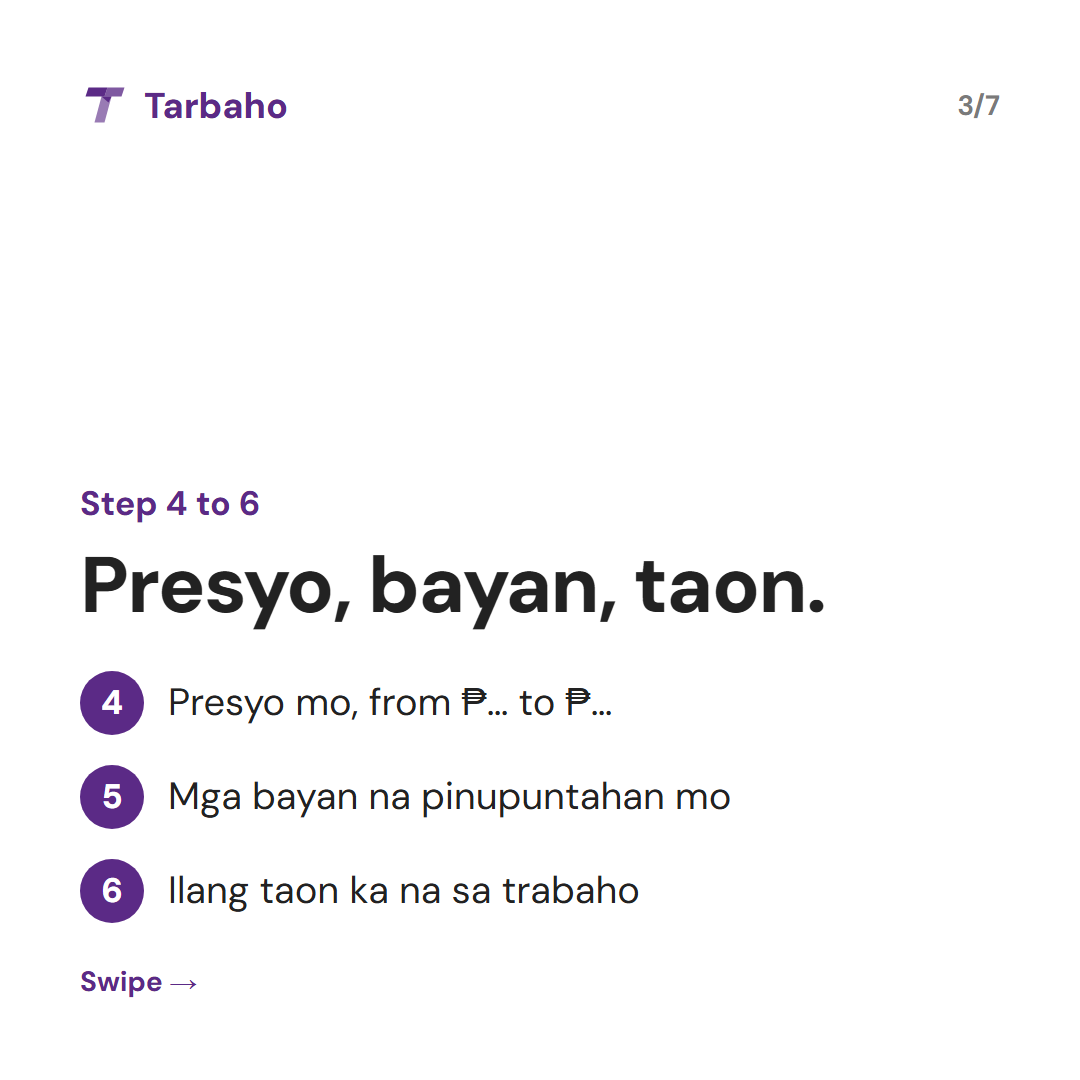 Tarbaho
3/7
Step 4 to 6
Presyo, bayan, taon.
4 Presyo mo, from ₱... to ₱...
5 Mga bayan na pinupuntahan mo
6 Ilang taon ka na sa trabaho
Swipe →